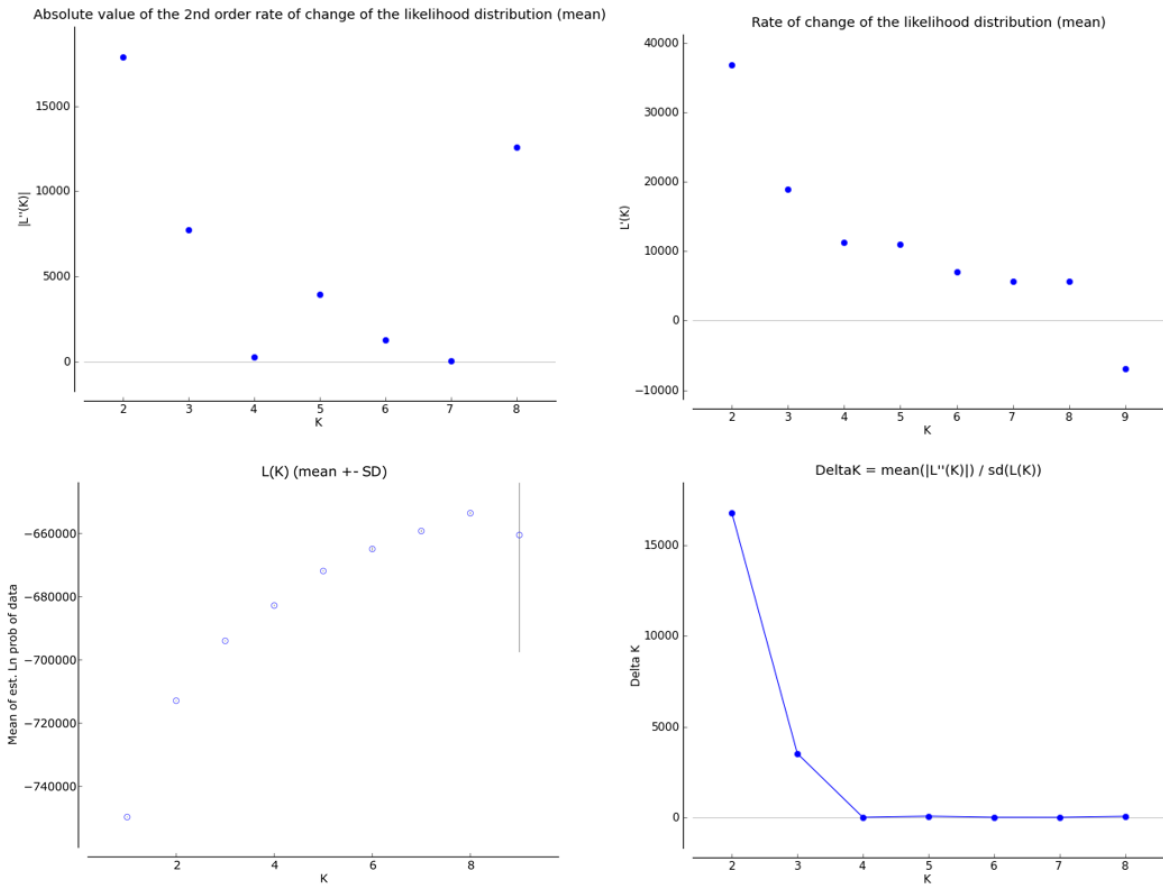 Absolute value of the 2nd order rate of change of the likelihood distribution (mean)
15000
10000
5000
0
|L''(K)|
2 3 4 5 6 7 8
K
Rate of change of the likelihood distribution (mean)
40000
30000
20000
10000
0
−10000
L'(K)
2 3 4 5 6 7 8 9
K
L(K) (mean +- SD)
−660000
−680000
−700000
−720000
−740000
Mean of est. Ln prob of data
2 4 6 8
K
DeltaK = mean(|L''(K)|) / sd(L(K))
15000
10000
5000
0
Delta K
2 3 4 5 6 7 8
K